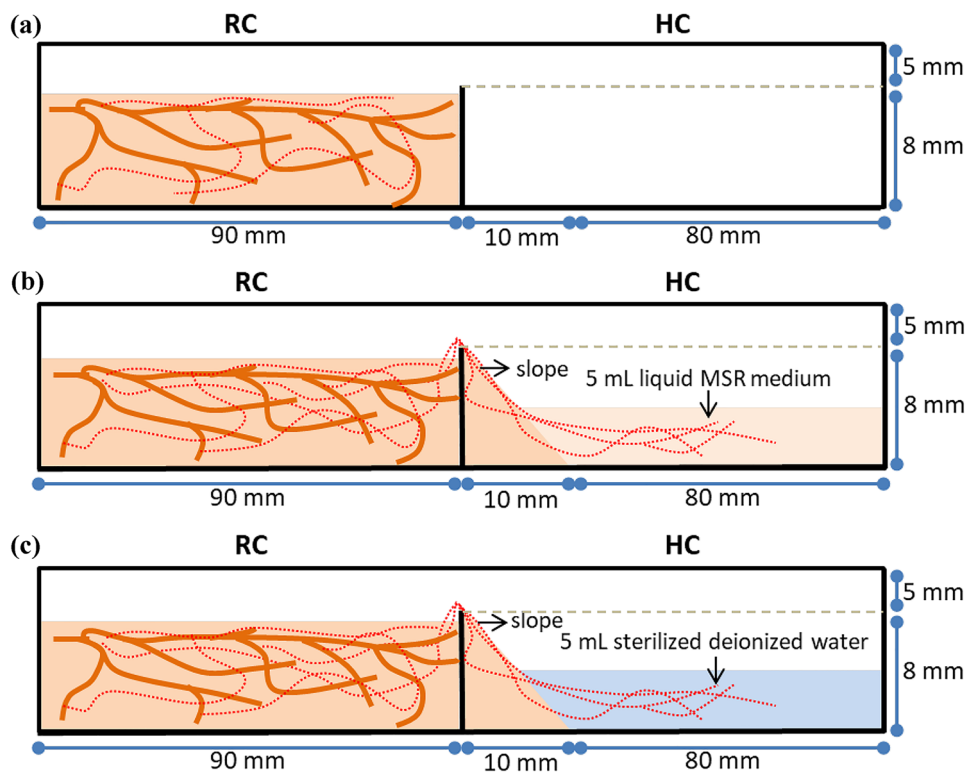 (a)
RC HC
5 mm
8 mm
90 mm 10 mm 80 mm
(b)
RC HC
5 mm
slope
5 mL liquid MSR medium
8 mm
90 mm 10 mm 80 mm
(c)
RC HC
5 mm
slope
5 mL sterilized deionized water
8 mm
90 mm 10 mm 80 mm